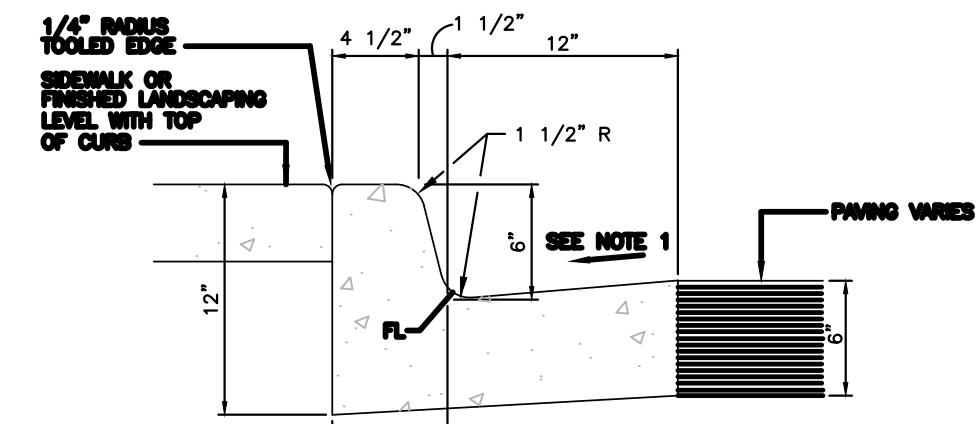 1/4" RADIUS
TOOLED EDGE
SIDEWALK OR
FINISHED LANDSCAPING
LEVEL WITH TOP
OF CURB
4 1/2"
1 1/2"
12"
1 1/2" R
6"
SEE NOTE 1
PAVING VARIES
12"
FL
6"